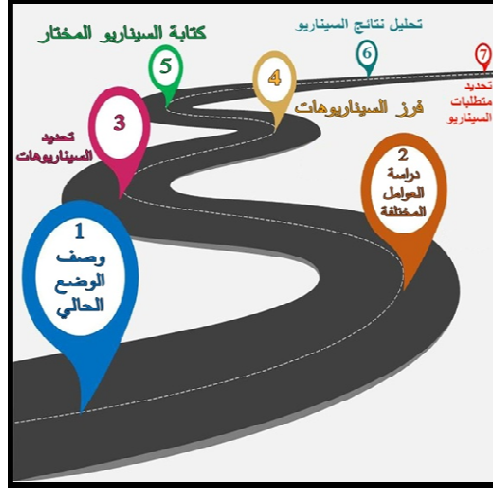 1
وصف
الوضع
الحالي
2
دراسة
العوامل
المختلفة
3
تحديد
السيناريوهات
4
فرز السيناريوهات
5
كتابة السيناريو المختار
6
تحليل نتائج السيناريو
7
تحديد
متطلبات
السيناريو